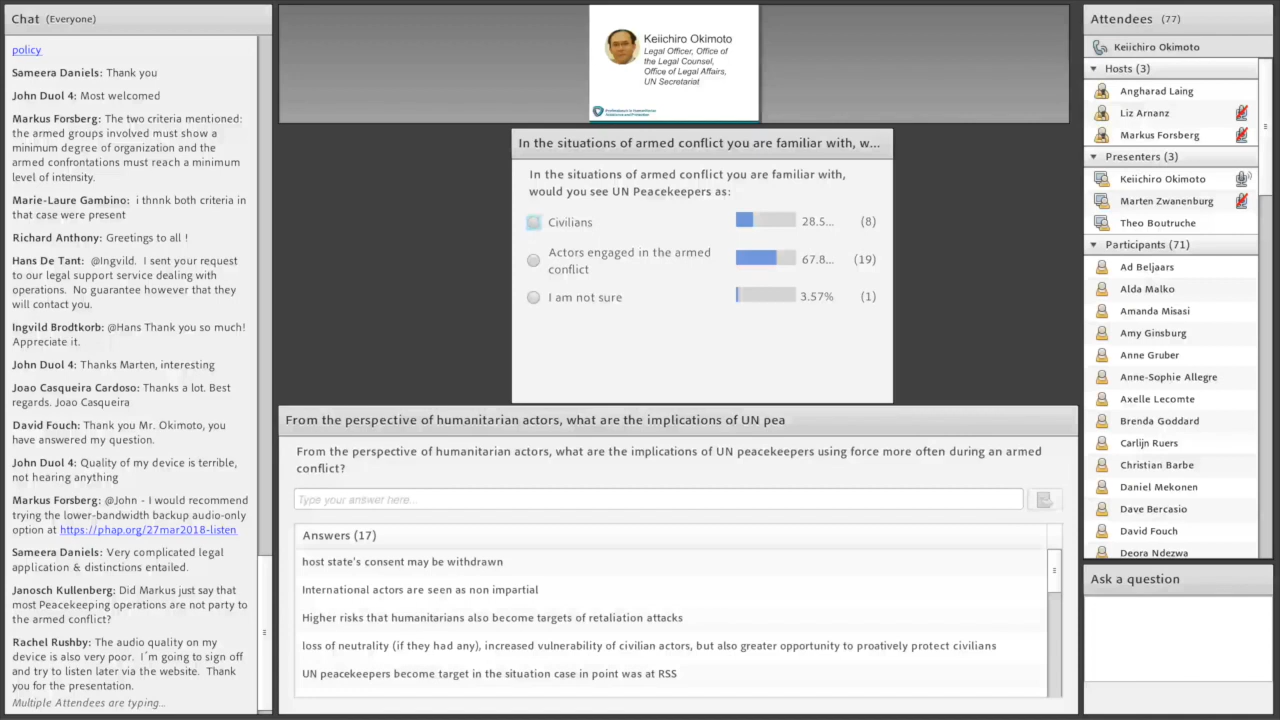 Chat (Everyone)
policy
Sameera Daniels: Thank you
John Duol 4: Most welcomed
Markus Forsberg: The two criteria mentioned:
the armed groups involved must show a
minimum degree of organization and the
armed confrontations must reach a minimum
level of intensity.
Marie-Laure Gambino: i thnnk both criteria in
that case were present
Richard Anthony: Greetings to all !
Hans De Tant: @Ingvild. I sent your request
to our legal support service dealing with
operations. No guarantee however that they
will contact you.
Ingvild Brodtkorb: @Hans Thank you so much!
Appreciate it.
John Duol 4: Thanks Marten, interesting
Joao Casqueira Cardoso: Thanks a lot. Best
regards. Joao Casqueira
David Fouch: Thank you Mr. Okimoto, you
have answered my question.
John Duol 4: Quality of my device is terrible,
not hearing anything
Markus Forsberg: @John - I would recommend
trying the lower-bandwidth backup audio-only
option at https://phap.org/27mar2018-listen
Sameera Daniels: Very complicated legal
application & distinctions entailed.
Janosch Kullenberg: Did Markus just say that
most Peacekeeping operations are not party to
the armed conflict?
Rachel Rushby: The audio quality on my
device is also very poor. I´m going to sign off
and try to listen later via the website. Thank
you for the presentation.
Multiple Attendees are typing...
Keiichiro Okimoto
Legal Officer, Office of
the Legal Counsel,
Office of Legal Affairs,
UN Secretariat
In the situations of armed conflict you are familiar with, w...
In the situations of armed conflict you are familiar with,
would you see UN Peacekeepers as:
Civilians 28.5... (8)
Actors engaged in the armed
conflict 67.8... (19)
I am not sure 3.57% (1)
From the perspective of humanitarian actors, what are the implications of UN pea
From the perspective of humanitarian actors, what are the implications of UN peacekeepers using force more often during an armed
conflict?
Type your answer here...
Answers (17)
host state's consent may be withdrawn
International actors are seen as non impartial
Higher risks that humanitarians also become targets of retaliation attacks
loss of neutrality (if they had any), increased vulnerability of civilian actors, but also greater opportunity to proatively protect civilians
UN peacekeepers become target in the situation case in point was at RSS
Attendees (77)
Keiichiro Okimoto
Hosts (3)
Angharad Laing
Liz Arnanz
Markus Forsberg
Presenters (3)
Keiichiro Okimoto
Marten Zwanenburg
Theo Boutruche
Participants (71)
Ad Beljaars
Alda Malko
Amanda Misasi
Amy Ginsburg
Anne Gruber
Anne-Sophie Allegre
Axelle Lecomte
Brenda Goddard
Carlijn Ruers
Christian Barbe
Daniel Mekonen
Dave Bercasio
David Fouch
Deora Ndezwa
Ask a question